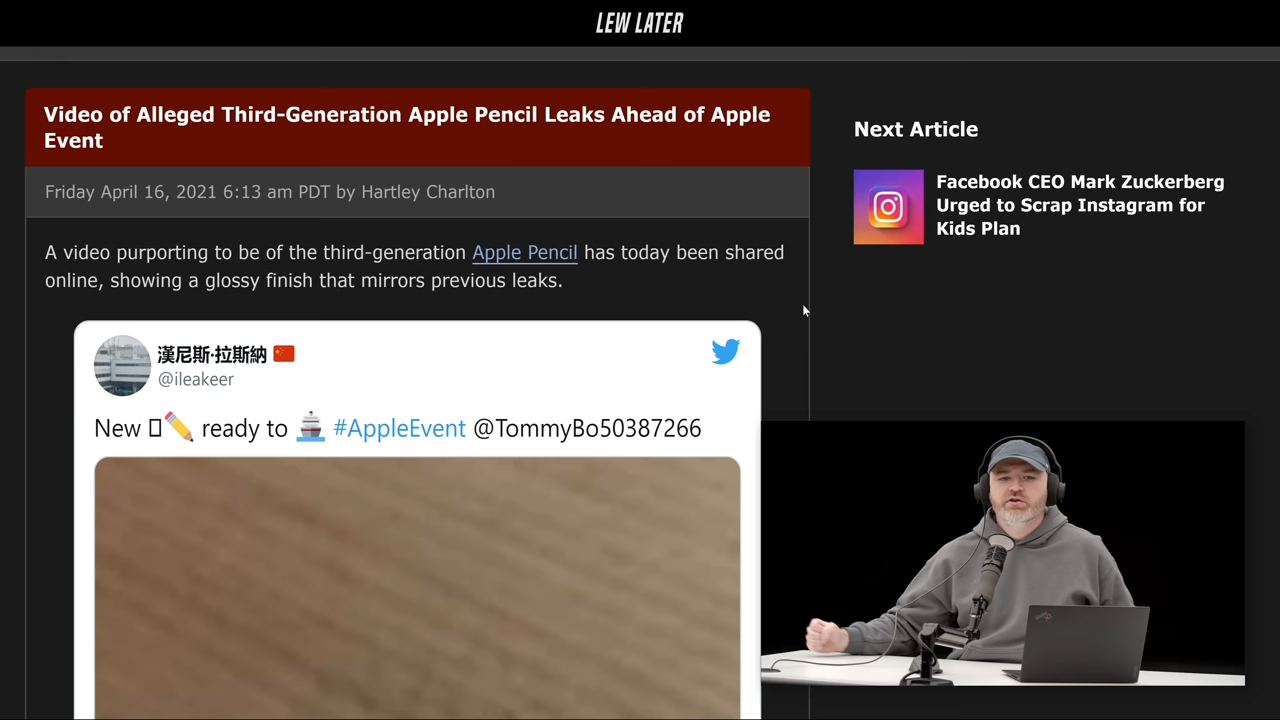 LEW LATER
Video of Alleged Third-Generation Apple Pencil Leaks Ahead of Apple
Event
Friday April 16, 2021 6:13 am PDT by Hartley Charlton
A video purporting to be of the third-generation Apple Pencil has today been shared
online, showing a glossy finish that mirrors previous leaks.
漢尼斯·拉斯納 🇨🇳
@ileakeer
New ✏️ ready to 🛳 #AppleEvent @TommyBo50387266
Next Article
Facebook CEO Mark Zuckerberg
Urged to Scrap Instagram for
Kids Plan